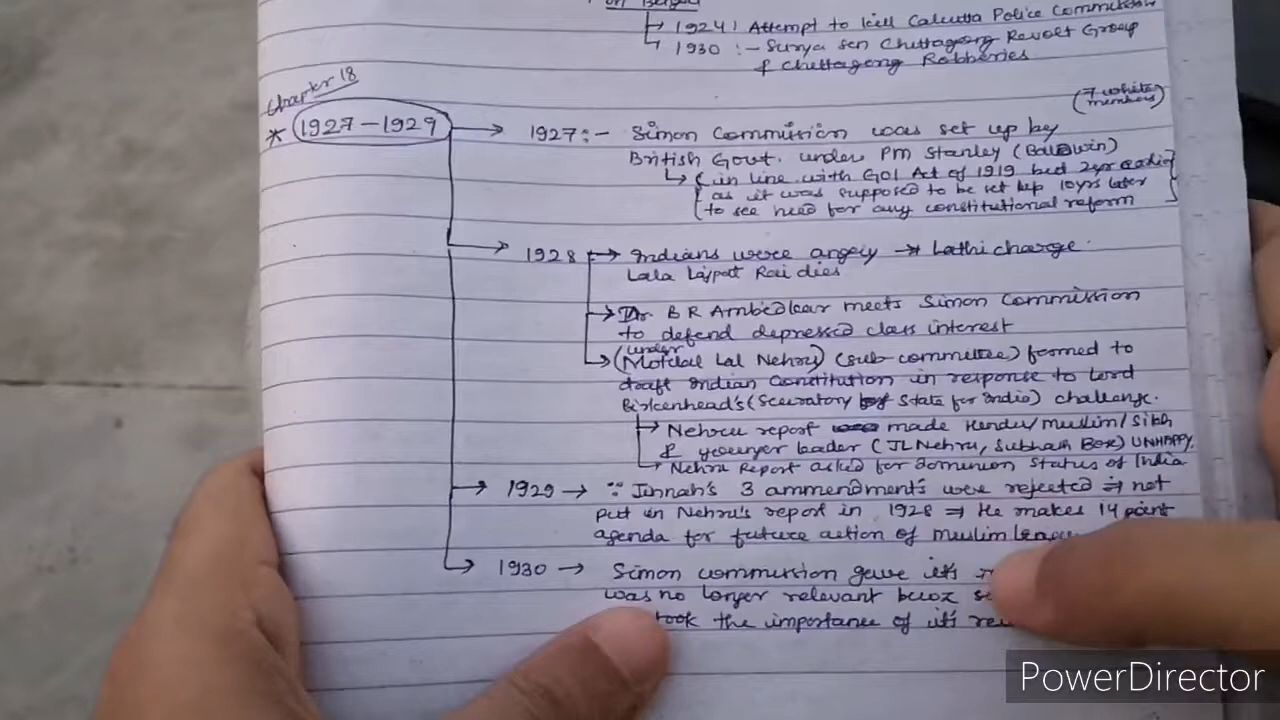 on Bengal
1924: Attempt to kill Calcutta Police Commission
1930 :- Surya Sen Chittagong Revolt Group
& Chittagong Robberies
Chapter 18
(7 white
members)
* 1927-1929
1927:- Simon Commission was set up by
British Govt. under PM Stanley (Baldwin)
(in line with GOI Act of 1919 but 2yr
as it was supposed to be set up 10yrs later
to see need for any constitutional reform
1928 Indians were angry → Lathi charge.
Lala Lajpat Rai dies
Dr. B R Ambedkar meets Simon Commission
to defend depressed class interest
under
(Motilal Lal Nehru) (sub committee) formed to
draft Indian Constitution in response to Lord
Birkenhead's (Securatory of State for India) challenge.
Nehru report made Hindu/muslim/Sikh
& younger leader (JL Nehru, Subhash Bose) UNHAPPY.
Nehru Report asked for dominion status of India
1929 → ∵ Jinnah's 3 ammendments were rejected ⇒ not
put in Nehru's report in 1928 ⇒ He makes 14 point
agenda for future action of muslim
1930 → Simon commission gave it's
was no longer relevant becoz
took the importance of it's
PowerDirector